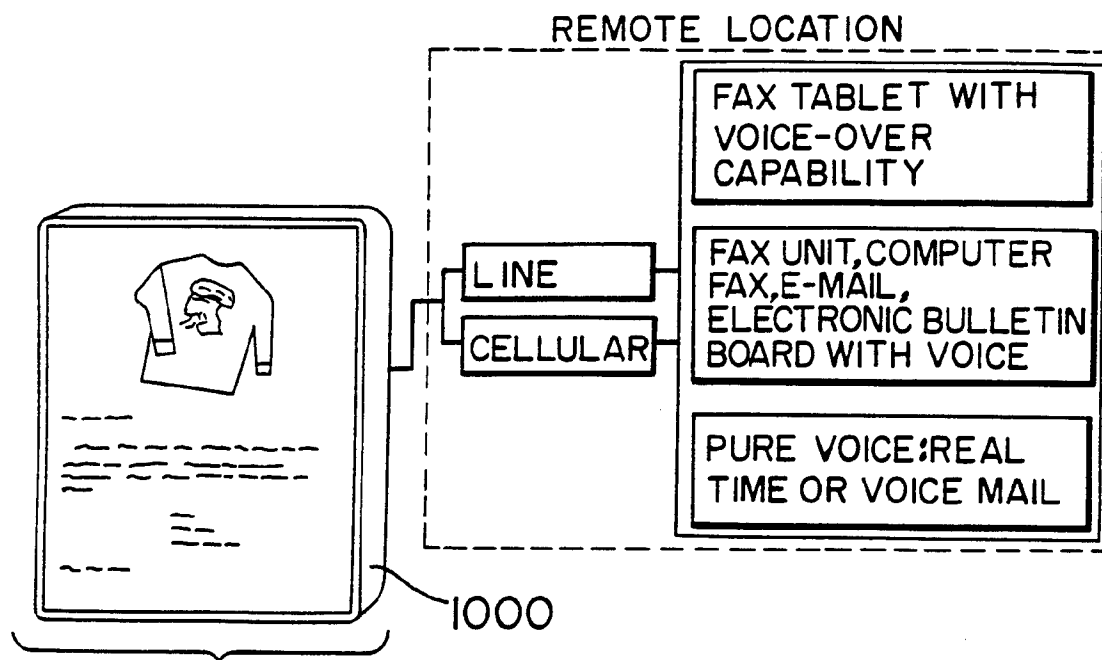 REMOTE LOCATION
FAX TABLET WITH
VOICE-OVER
CAPABILITY
LINE
CELLULAR
FAX UNIT,COMPUTER
FAX,E-MAIL,
ELECTRONIC BULLETIN
BOARD WITH VOICE
PURE VOICE:REAL
TIME OR VOICE MAIL
1000